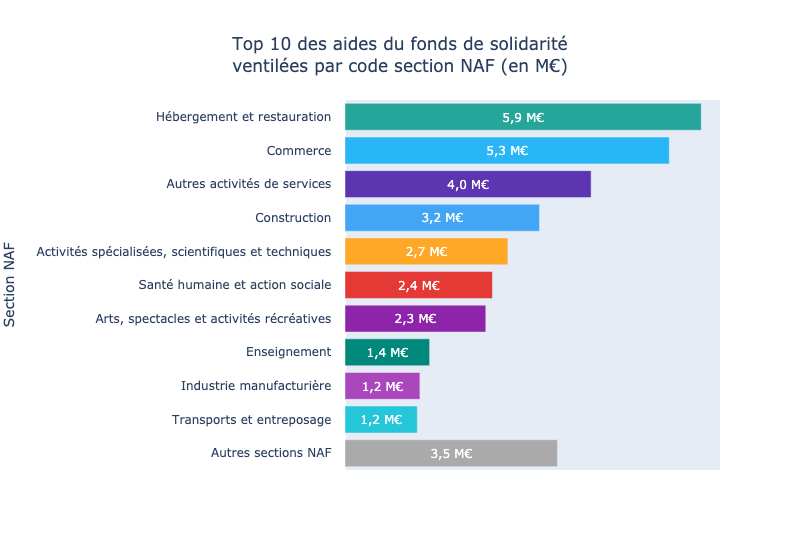 Top 10 des aides du fonds de solidarité
ventilées par code section NAF (en M€)
Section NAF
Hébergement et restauration 5,9 M€
Commerce 5,3 M€
Autres activités de services 4,0 M€
Construction 3,2 M€
Activités spécialisées, scientifiques et techniques 2,7 M€
Santé humaine et action sociale 2,4 M€
Arts, spectacles et activités récréatives 2,3 M€
Enseignement 1,4 M€
Industrie manufacturière 1,2 M€
Transports et entreposage 1,2 M€
Autres sections NAF 3,5 M€